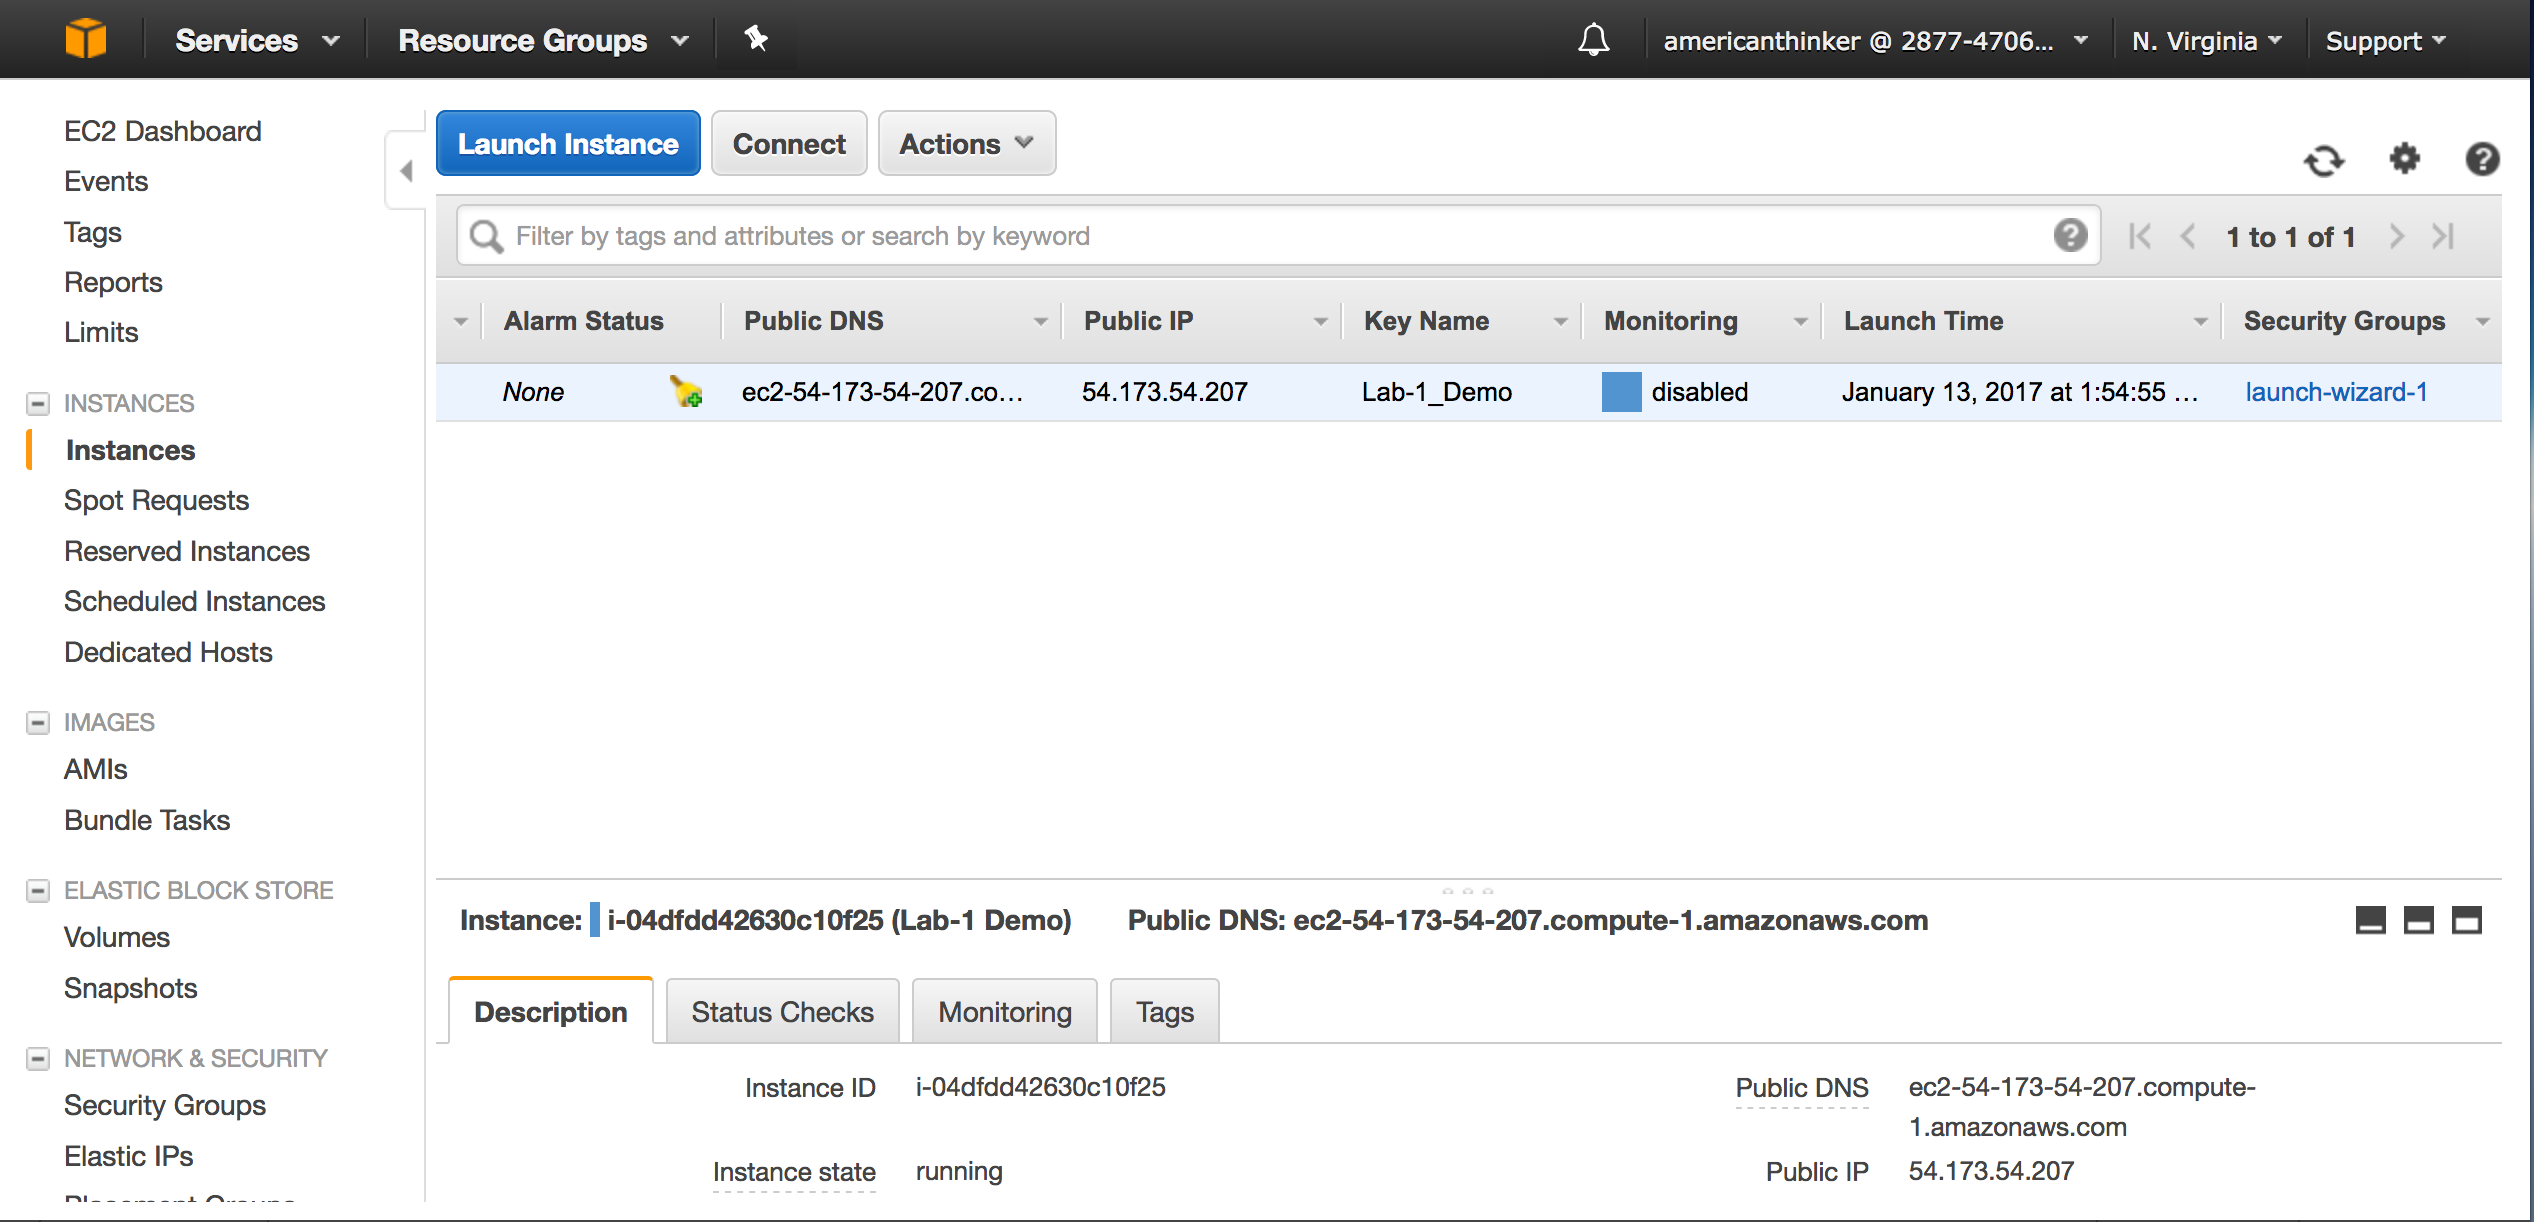 Services
Resource Groups
americanthinker @ 2877-4706...
N. Virginia
Support
EC2 Dashboard
Events
Tags
Reports
Limits
INSTANCES
Instances
Spot Requests
Reserved Instances
Scheduled Instances
Dedicated Hosts
IMAGES
AMIs
Bundle Tasks
ELASTIC BLOCK STORE
Volumes
Snapshots
NETWORK & SECURITY
Security Groups
Elastic IPs
Placement Groups
Launch Instance
Connect
Actions
Filter by tags and attributes or search by keyword
1 to 1 of 1
Alarm Status Public DNS Public IP Key Name Monitoring Launch Time Security Groups
None ec2-54-173-54-207.co... 54.173.54.207 Lab-1_Demo disabled January 13, 2017 at 1:54:55 ... launch-wizard-1
Instance: i-04dfdd42630c10f25 (Lab-1 Demo) Public DNS: ec2-54-173-54-207.compute-1.amazonaws.com
Description
Status Checks
Monitoring
Tags
Instance ID i-04dfdd42630c10f25
Instance state running
Public DNS ec2-54-173-54-207.compute-
1.amazonaws.com
Public IP 54.173.54.207